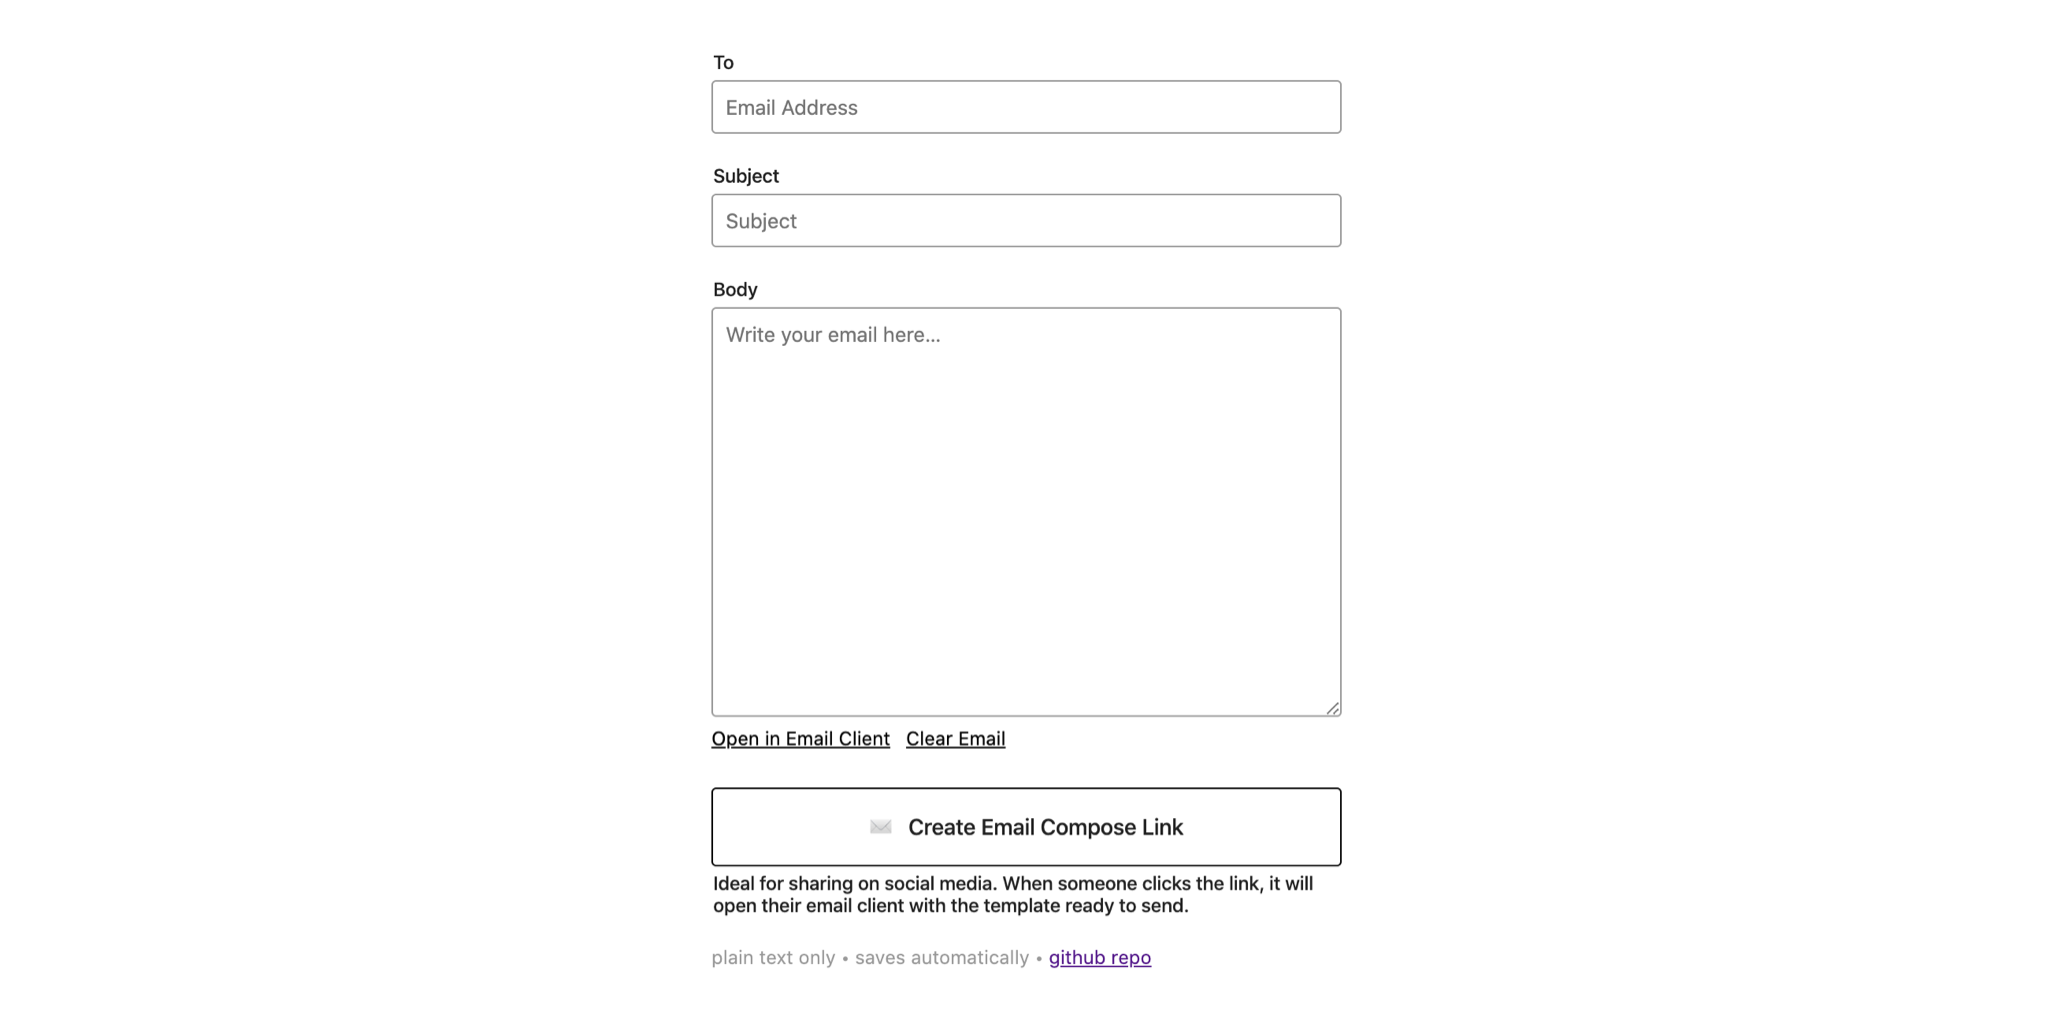 To
Email Address
Subject
Subject
Body
Write your email here...
Open in Email Client Clear Email
Create Email Compose Link
Ideal for sharing on social media. When someone clicks the link, it will
open their email client with the template ready to send.
plain text only • saves automatically • github repo